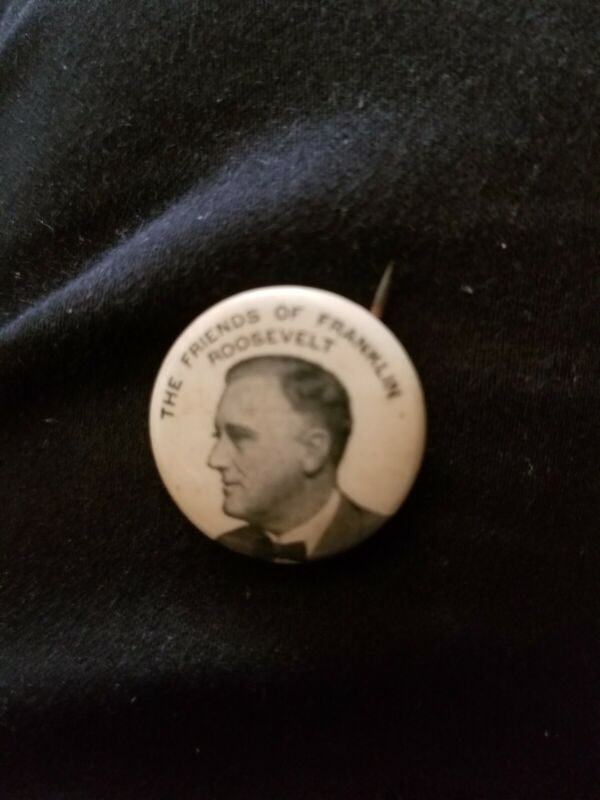 THE FRIENDS OF FRANKLIN
ROOSEVELT